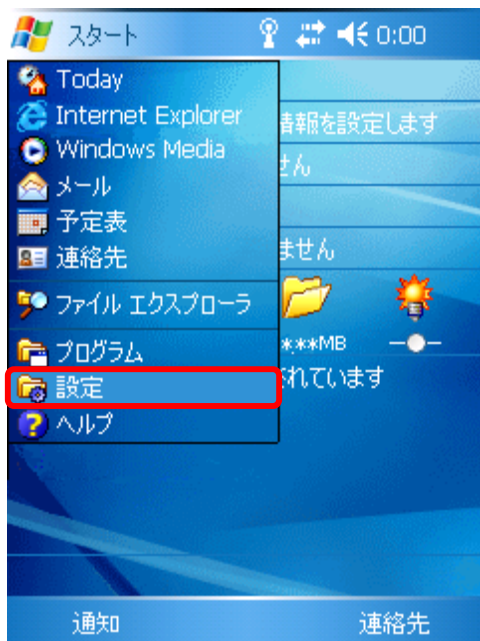 スタート 0:00
Today
Internet Explorer
情報を設定します
Windows Media
せん
メール
予定表
ません
連絡先
ファイル エクスプローラ
プログラム
***MB
設定
されています
ヘルプ
通知 連絡先